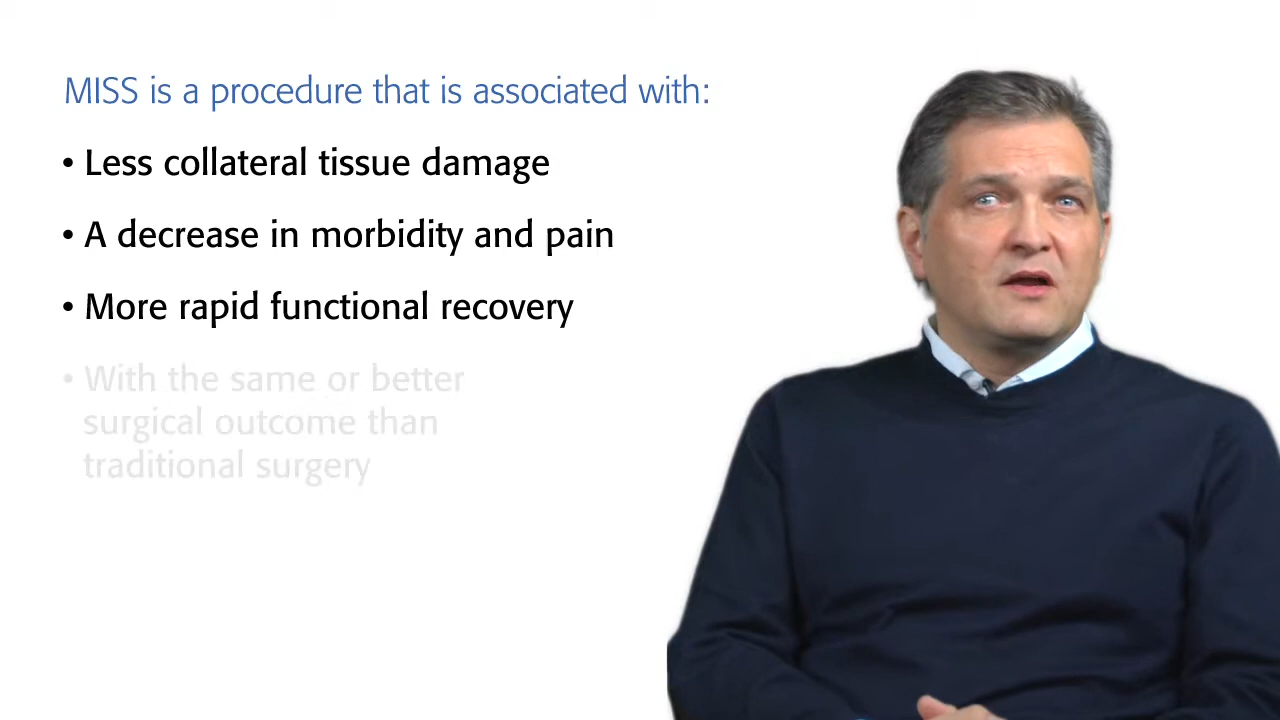 MISS is a procedure that is associated with:
• Less collateral tissue damage
• A decrease in morbidity and pain
• More rapid functional recovery
• With the same or better
surgical outcome than
traditional surgery